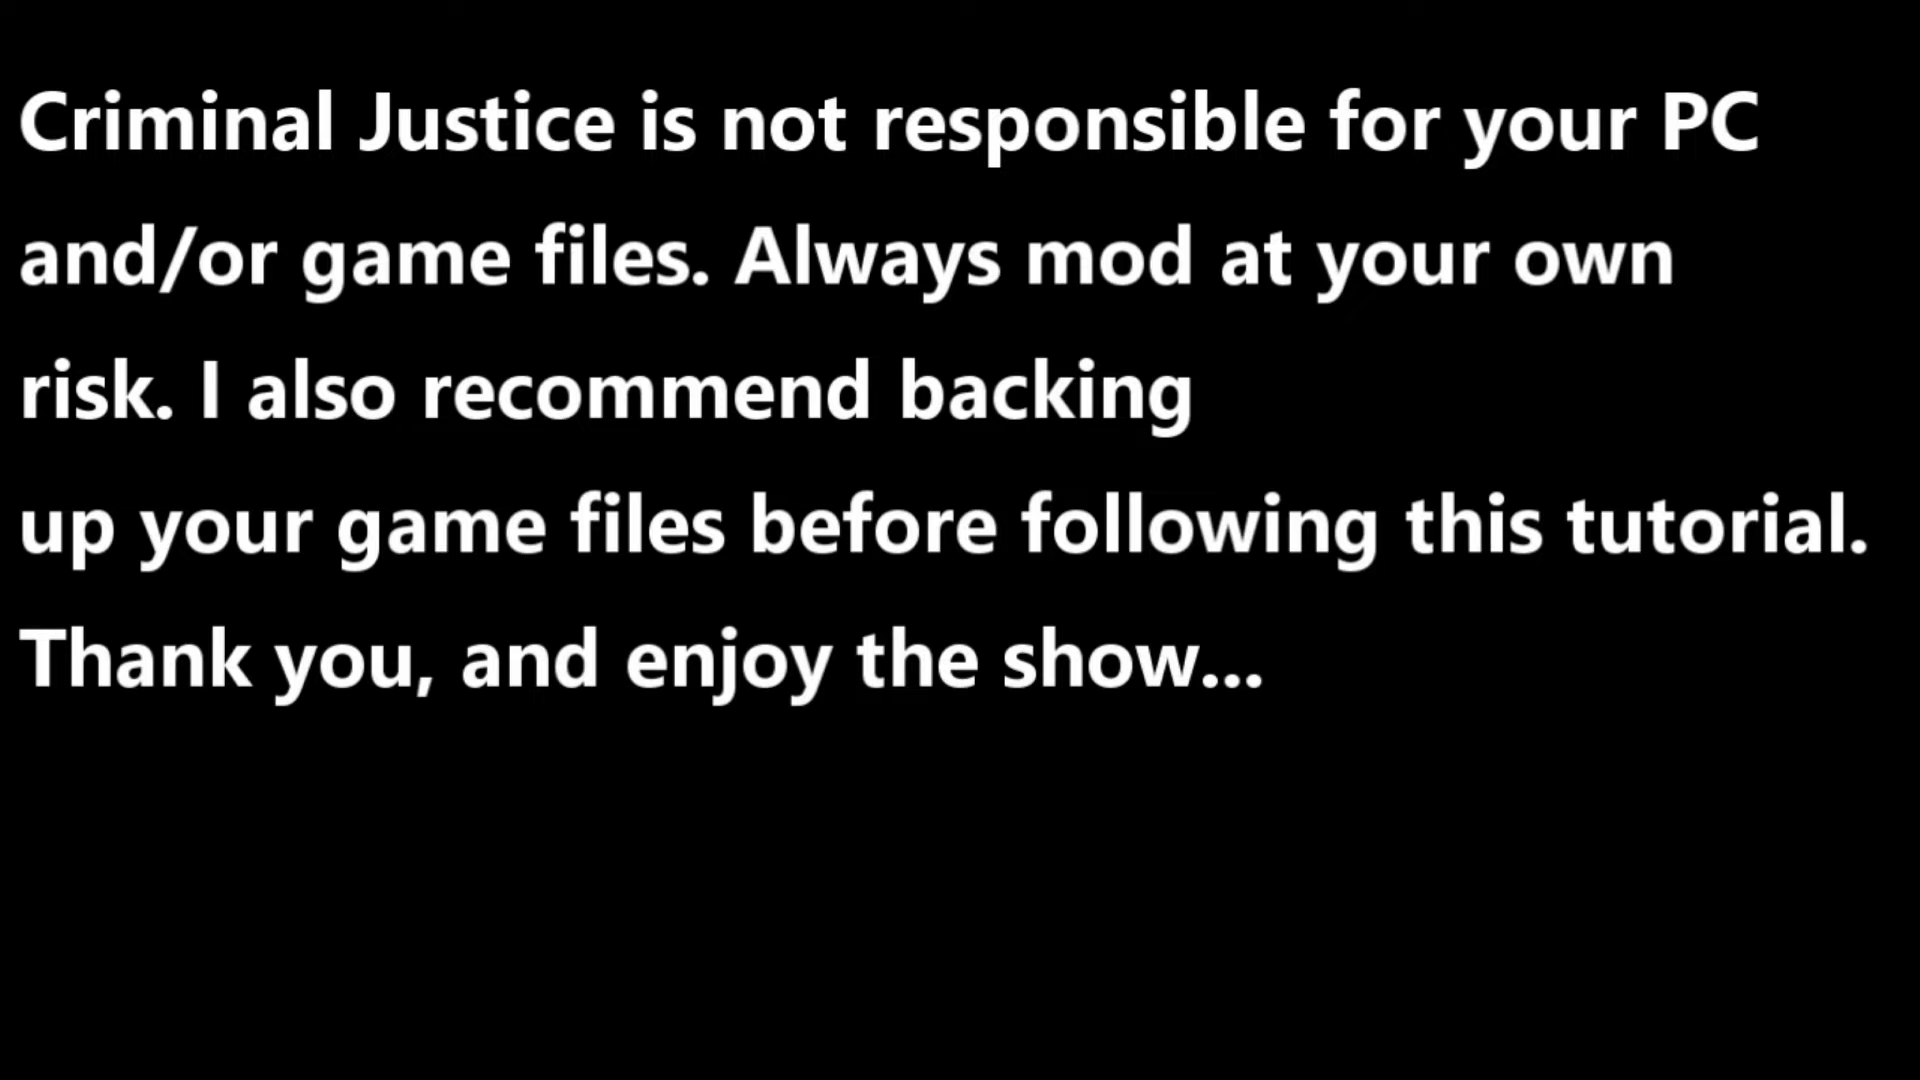 Criminal Justice is not responsible for your PC
and/or game files. Always mod at your own
risk. I also recommend backing
up your game files before following this tutorial.
Thank you, and enjoy the show...